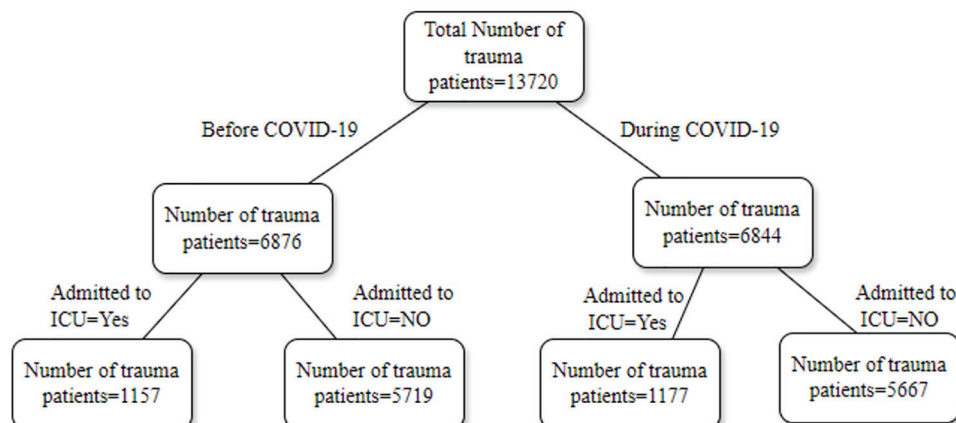 Total Number of
trauma
patients=13720
Before COVID-19
During COVID-19
Number of trauma
patients=6876
Number of trauma
patients=6844
Admitted to
ICU=Yes
Admitted to
ICU=NO
Admitted to
ICU=Yes
Admitted to
ICU=NO
Number of trauma
patients=1157
Number of trauma
patients=5719
Number of trauma
patients=1177
Number of trauma
patients=5667